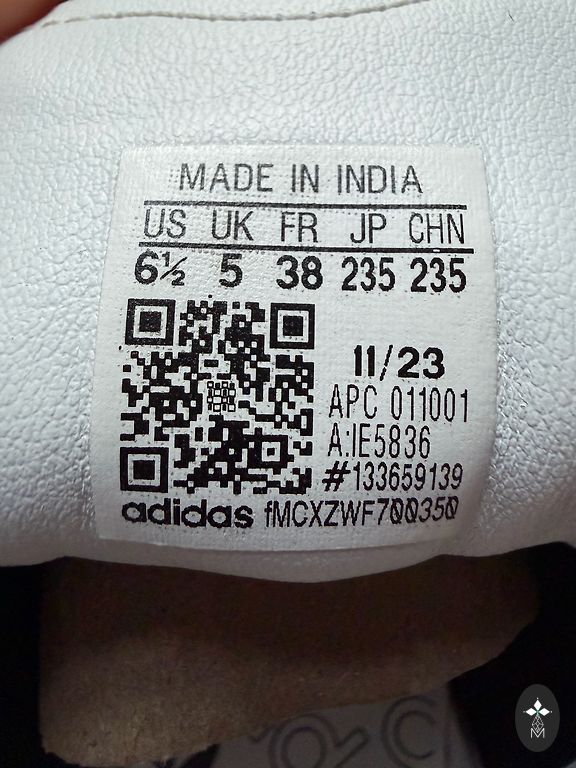 MADE IN INDIA
US UK FR JP CHN
6½ 5 38 235 235
11/23
APC 011001
A:IE5836
#133659139
adidas fMCXZWF700350